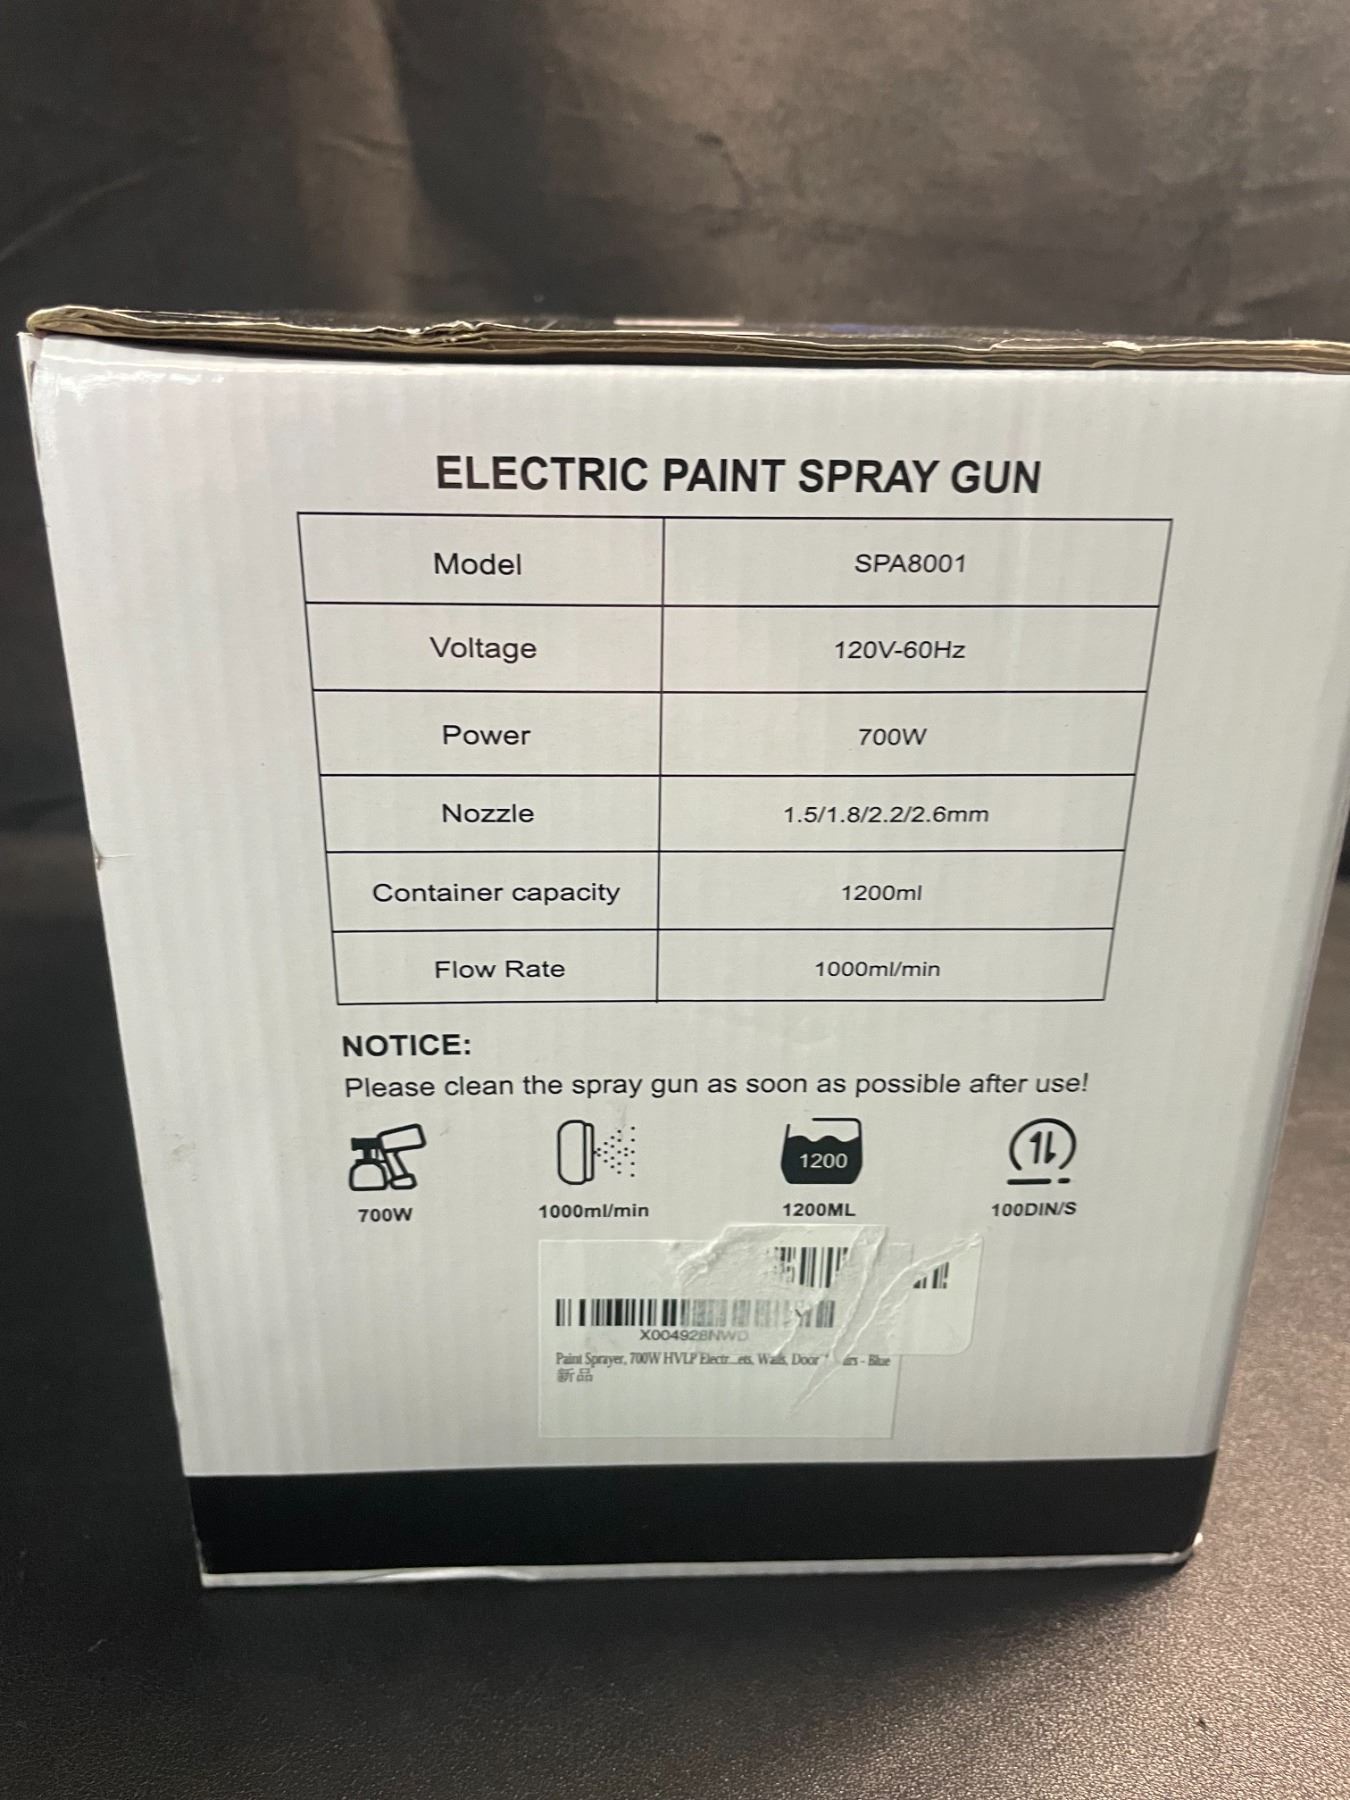 ELECTRIC PAINT SPRAY GUN
Model SPA8001
Voltage 120V-60Hz
Power 700W
Nozzle 1.5/1.8/2.2/2.6mm
Container capacity 1200ml
Flow Rate 1000ml/min
NOTICE:
Please clean the spray gun as soon as possible after use!
1200
700W 1000ml/min 1200ML 100DIN/S
X004928NWD
Paint Sprayer, 700W HVLP Electr...ets, Walls, Door - Blue
新品